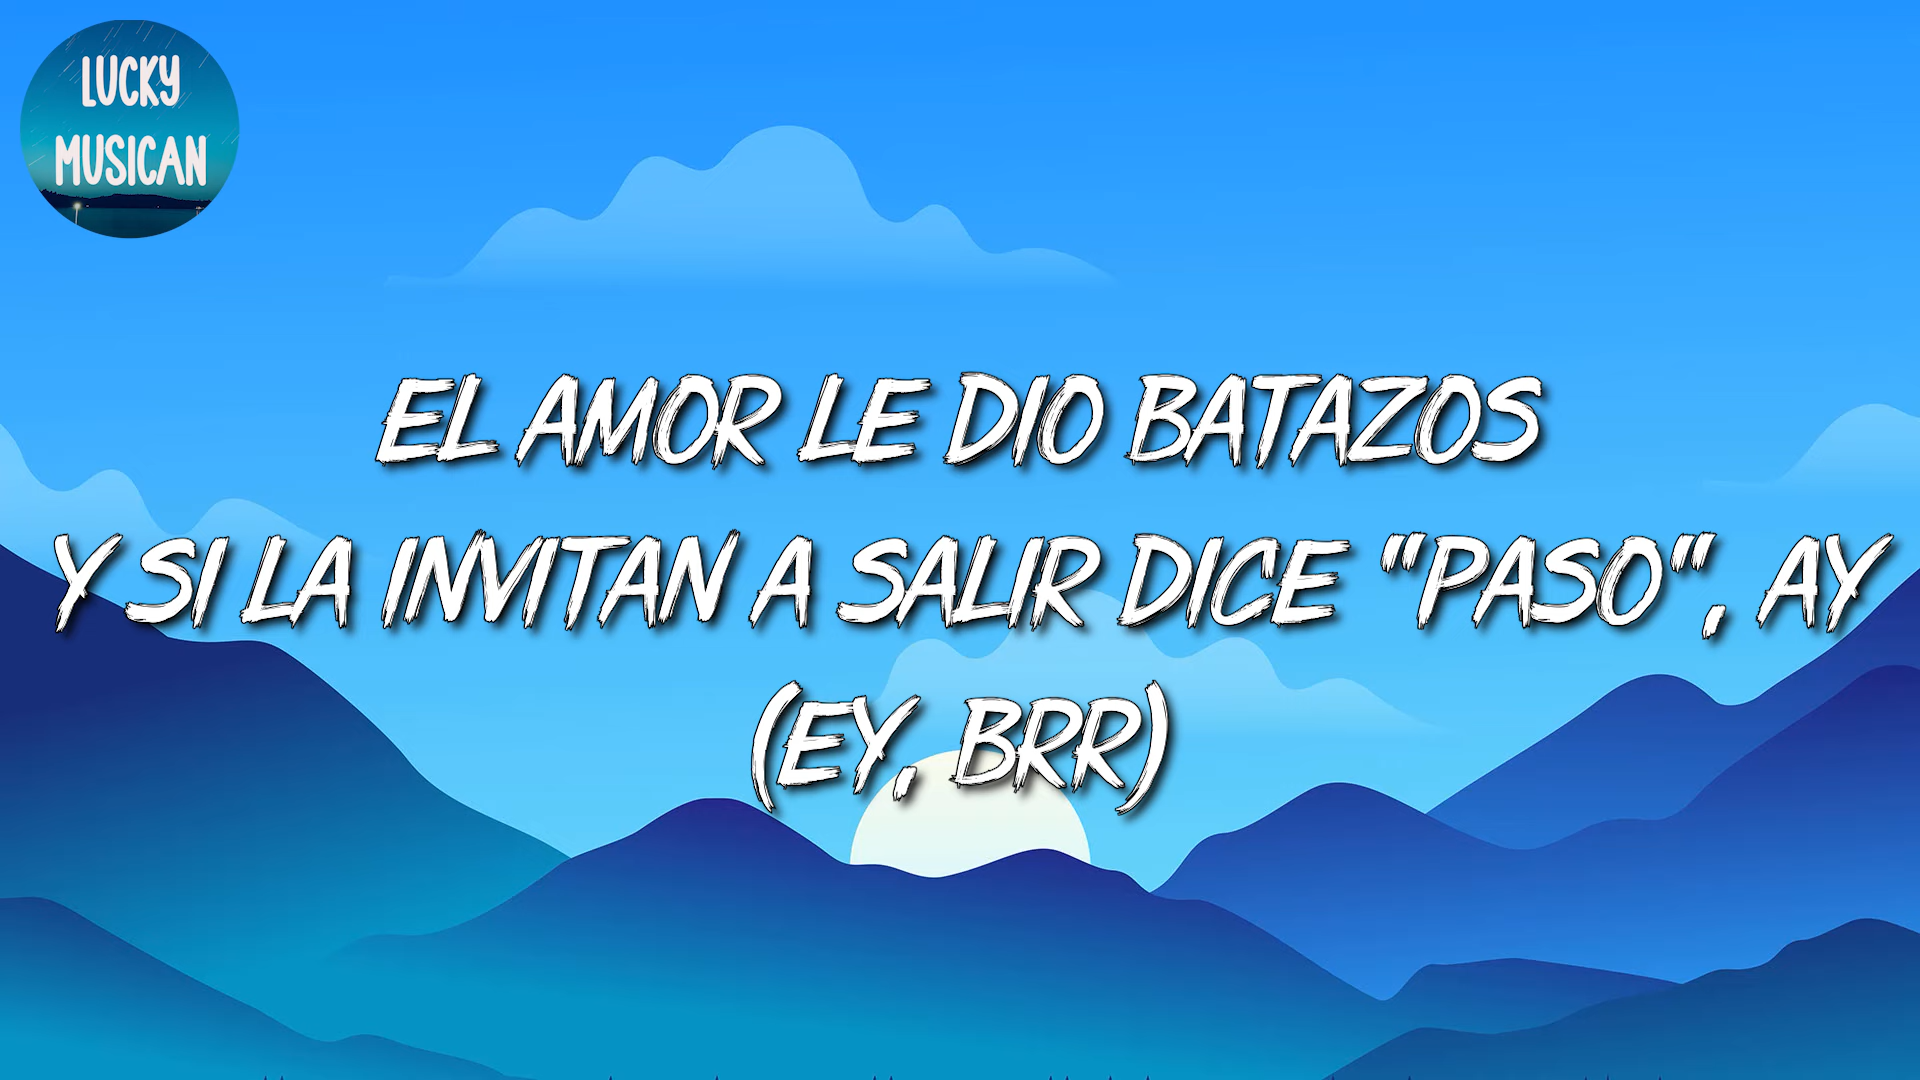 LUCKY
MUSICAN
EL AMOR LE DIO BATAZOS
Y SI LA INVITAN A SALIR DICE "PASO", AY
(EY, BRR)